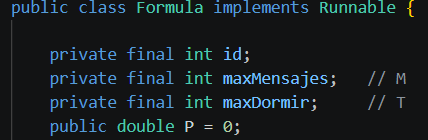 public class Formula implements Runnable {
private final int id;
private final int maxMensajes;   // M
private final int maxDormir;     // T
public double P = 0;